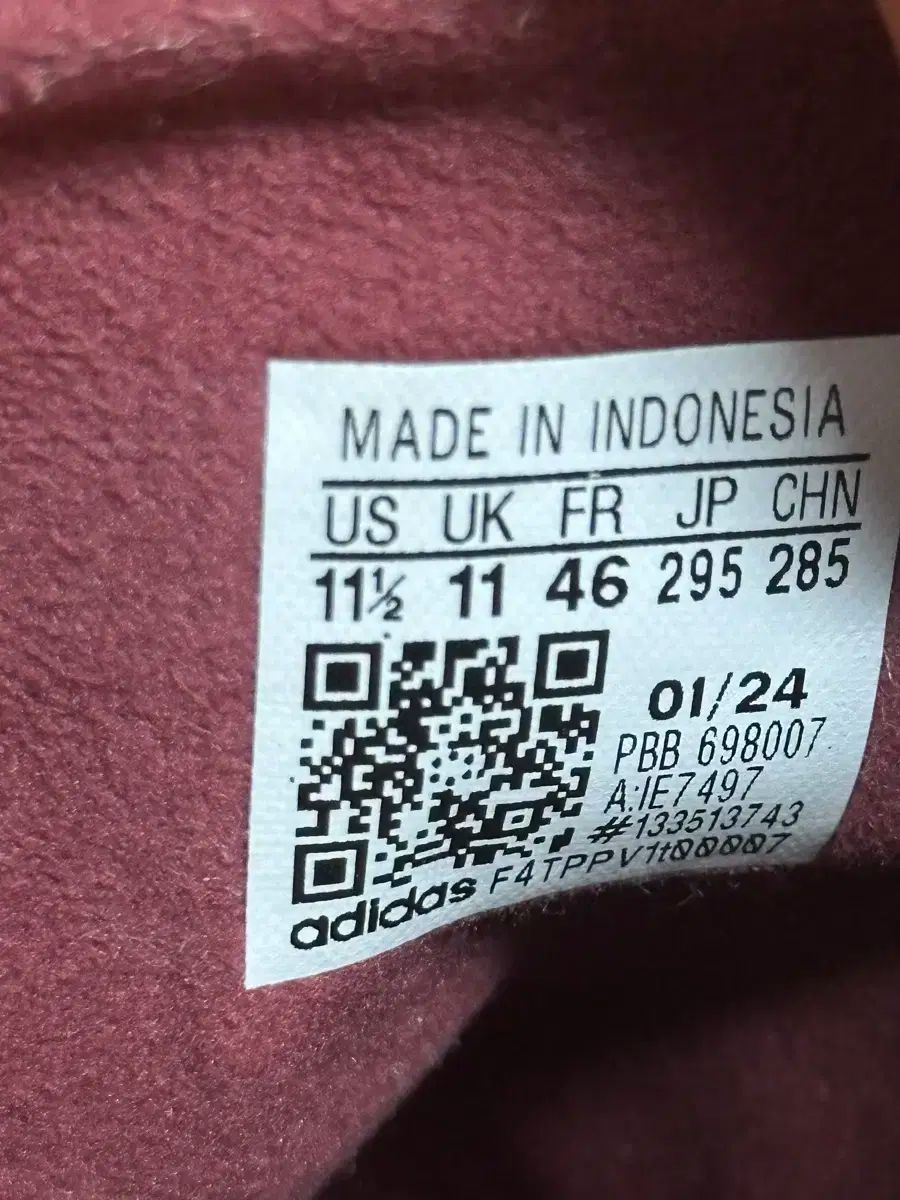 MADE IN INDONESIA
US UK FR JP CHN
11½ 11 46 295 285
01/24
PBB 698007
A:IE7497
#133513743
adidas F4TPPV1t00007